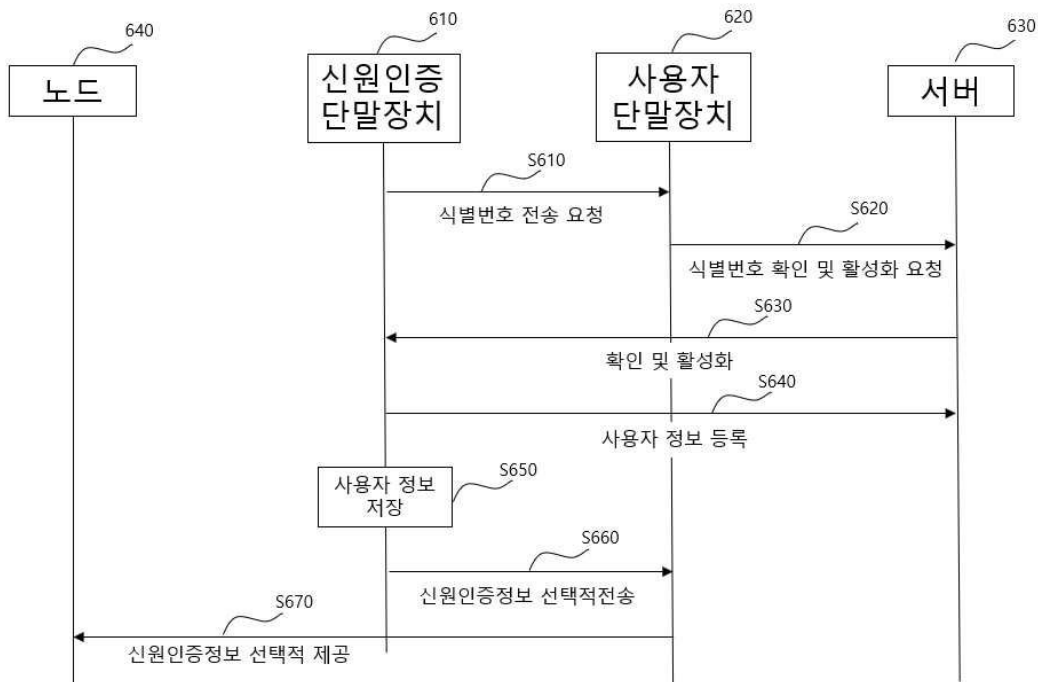 640
610
620
630
노드
신원인증
단말장치
사용자
단말장치
서버
S610
식별번호 전송 요청
S620
식별번호 확인 및 활성화 요청
S630
확인 및 활성화
S640
사용자 정보 등록
S650
사용자 정보
저장
S660
신원인증정보 선택적전송
S670
신원인증정보 선택적 제공